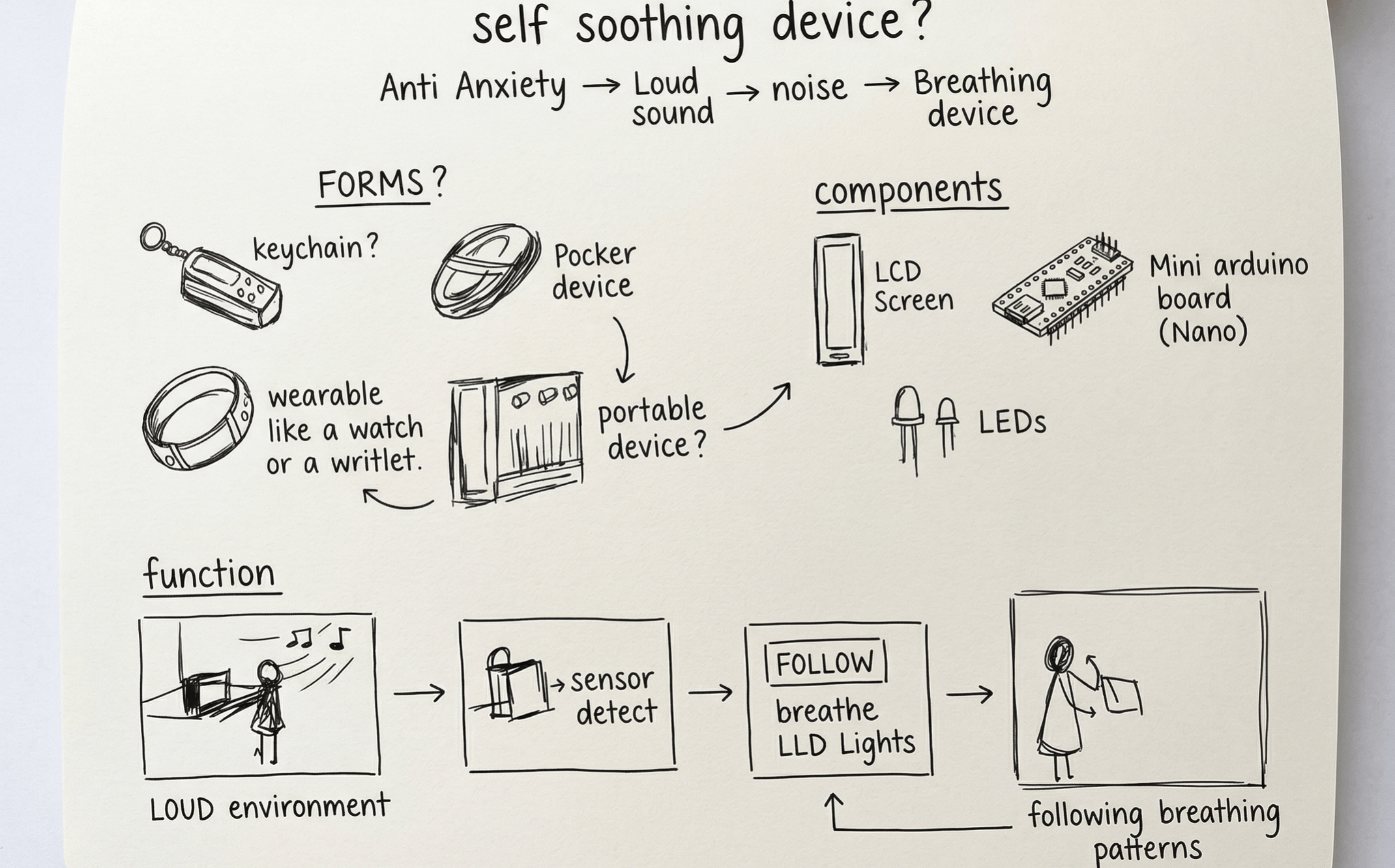 self soothing device?
Anti Anxiety → Loud sound → noise → Breathing device
FORMS?
keychain?
Pocker
device
wearable
like a watch
or a writlet.
portable
device?
components
LCD
Screen
Mini arduino
board
(Nano)
LEDs
function
LOUD environment
→ sensor
detect
FOLLOW
breathe
LLD Lights
following breathing
patterns